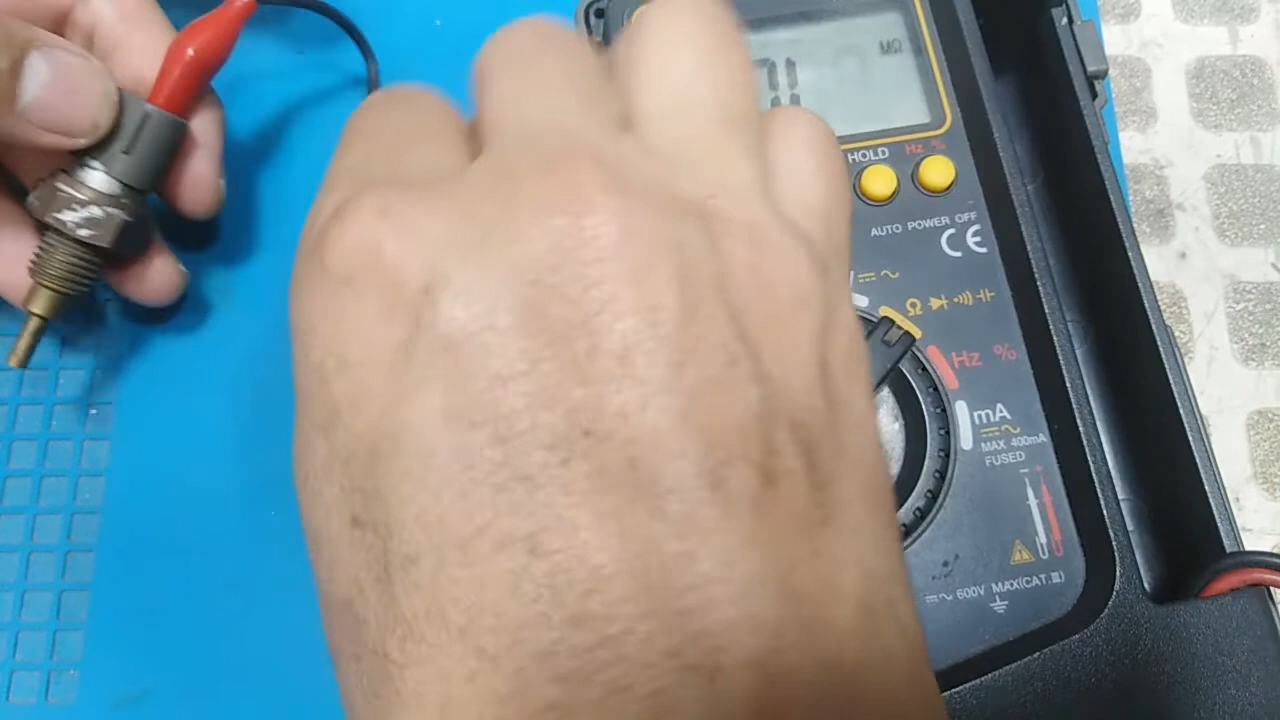 MΩ
HOLD
Hz %
AUTO POWER OFF
CE
Ω
Hz %
mA
MAX 400mA
FUSED
600V MAX(CAT.III)